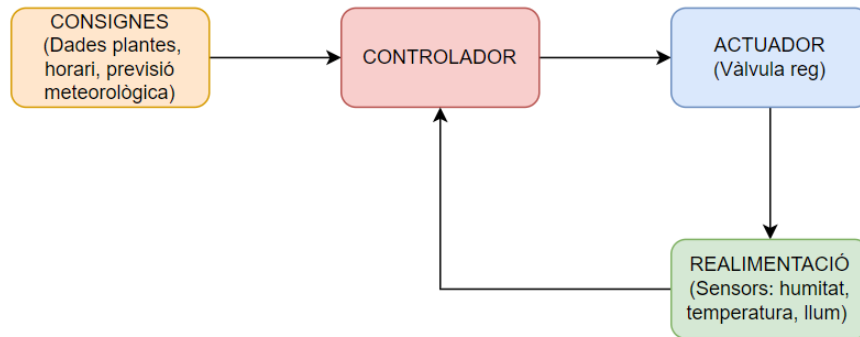 CONSIGNES
(Dades plantes,
horari, previsió
meteorològica)
CONTROLADOR
ACTUADOR
(Vàlvula reg)
REALIMENTACIÓ
(Sensors: humitat,
temperatura, llum)